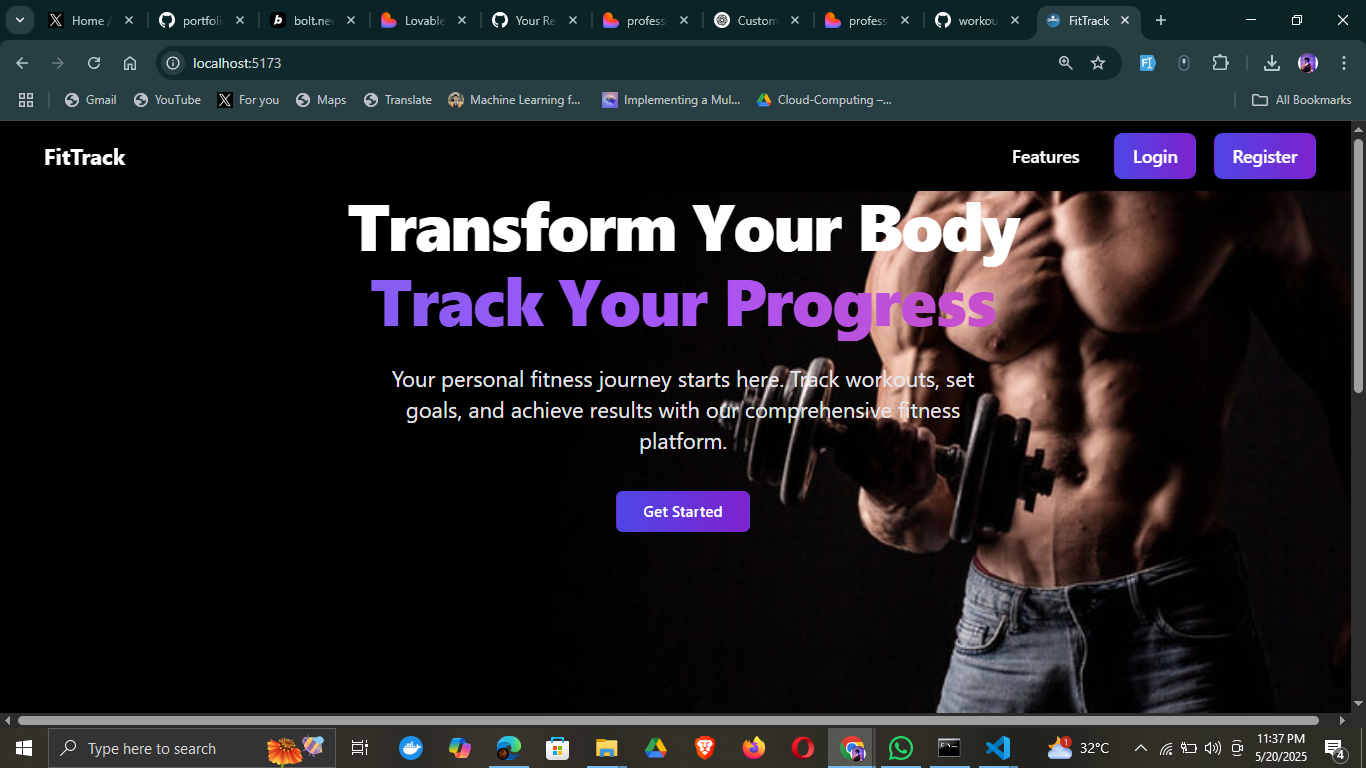 Home /
portfoli
bolt.nev
Lovable
Your Re
profess
Custom
profess
workou
FitTrack
localhost:5173
Gmail
YouTube
For you
Maps
Translate
Machine Learning f...
Implementing a Mul...
Cloud-Computing –...
All Bookmarks
FitTrack
Features
Login
Register
Transform Your Body
Track Your Progress
Your personal fitness journey starts here. Track workouts, set
goals, and achieve results with our comprehensive fitness
platform.
Get Started
Type here to search
1
32°C
11:37 PM
5/20/2025
4